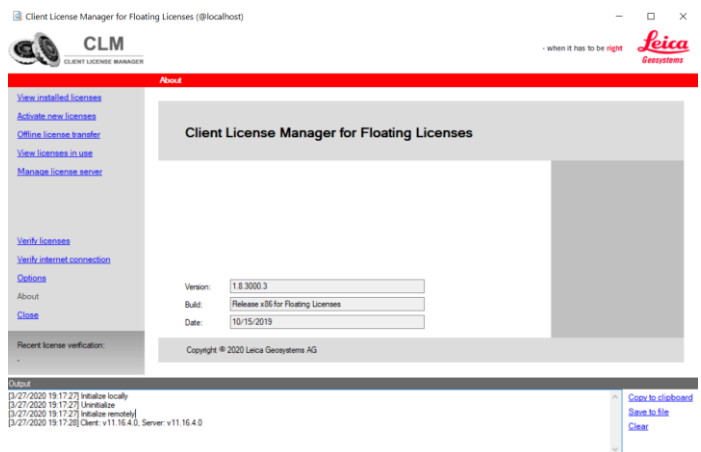 Client License Manager for Floating Licenses (@localhost)
CLM
CLIENT LICENSE MANAGER
- when it has to be right
Leica
Geosystems
About
View installed licenses
Activate new licenses
Offline license transfer
View licenses in use
Manage license server
Verify licenses
Verify internet connection
Options
About
Close
Recent license verification:
-
Client License Manager for Floating Licenses
Version: 1.8.3000.3
Build: Release x86 for Floating Licenses
Date: 10/15/2019
Copyright © 2020 Leica Geosystems AG
Output
[3/27/2020 19:17:27] Initialize locally
[3/27/2020 19:17:27] Uninitialize
[3/27/2020 19:17:27] Initialize remotely
[3/27/2020 19:17:28] Client: v11.16.4.0, Server: v11.16.4.0
Copy to clipboard
Save to file
Clear